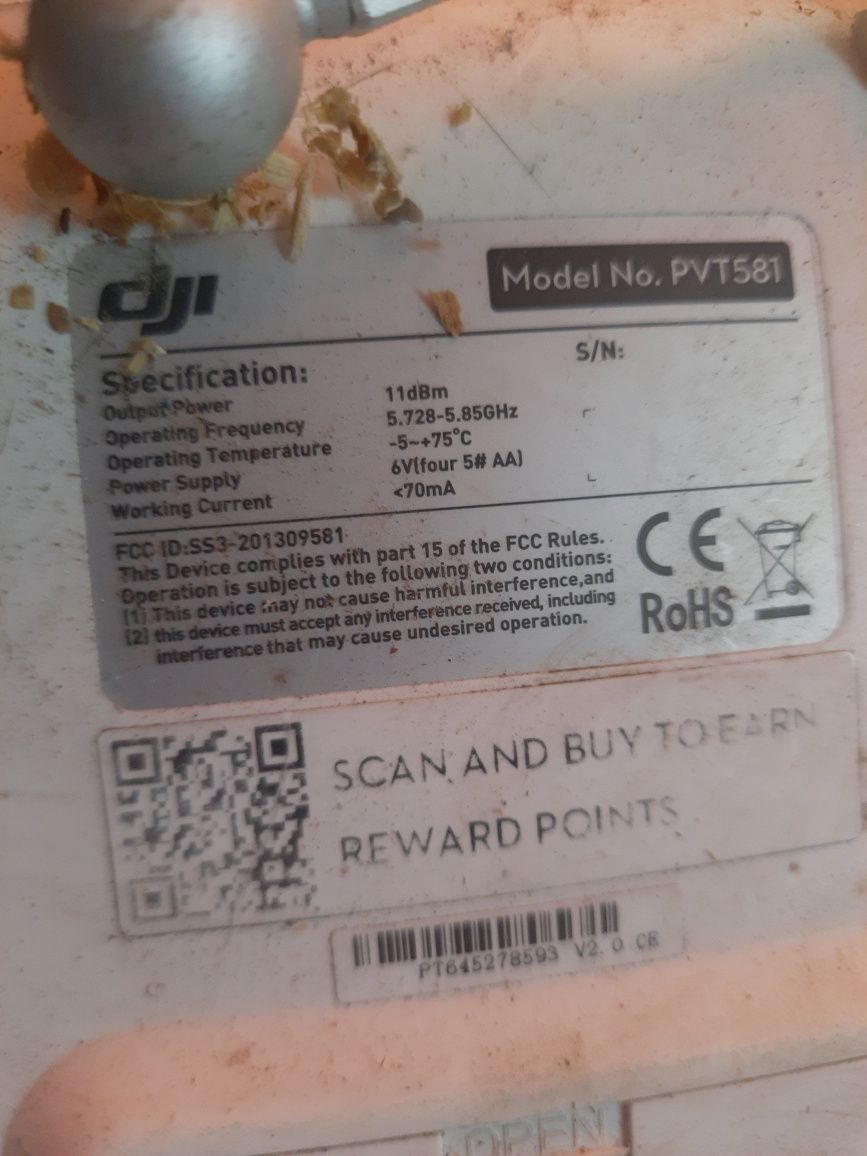 dji
Model No. PVT581
S/N:
Specification:
Output Power 11dBm
Operating Frequency 5.728-5.85GHz
Operating Temperature -5~+75°C
Power Supply 6V(four 5# AA)
Working Current <70mA
FCC ID:SS3-201309581
This Device complies with part 15 of the FCC Rules.
Operation is subject to the following two conditions:
(1) This device may not cause harmful interference,and
(2) this device must accept any interference received, including
interference that may cause undesired operation.
CE
RoHS
SCAN AND BUY TO EARN
REWARD POINTS
PT645278593 V2.0 CE
OPEN